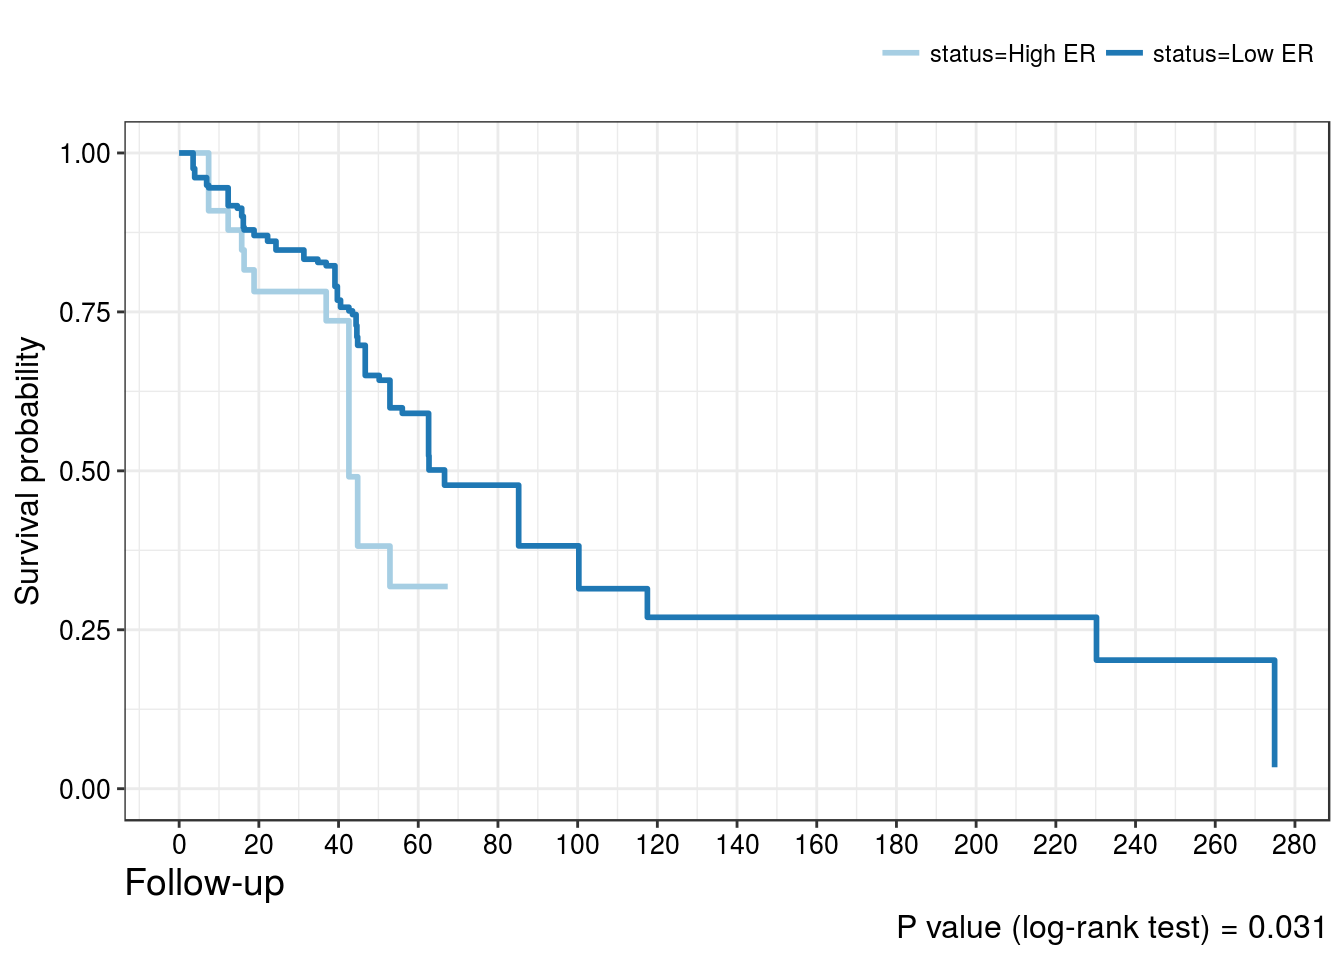 status=High ER status=Low ER
Survival probability
1.00
0.75
0.50
0.25
0.00
0 20 40 60 80 100 120 140 160 180 200 220 240 260 280
Follow-up
P value (log-rank test) = 0.031